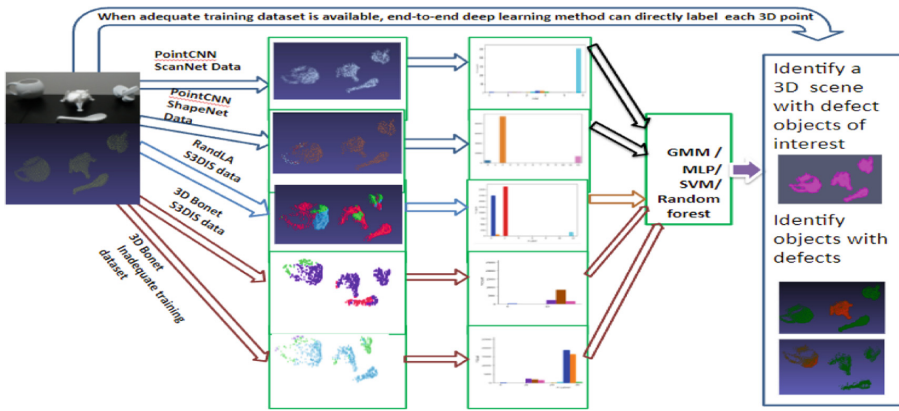 When adequate training dataset is available, end-to-end deep learning method can directly label each 3D point
PointCNN
ScanNet Data
PointCNN
ShapeNet
Data
RandLA
S3DIS data
3D Bonet
S3DIS data
3D Bonet
Inadequate training
dataset
GMM /
MLP/
SVM/
Random
forest
Identify a
3D scene
with defect
objects of
interest
Identify
objects with
defects